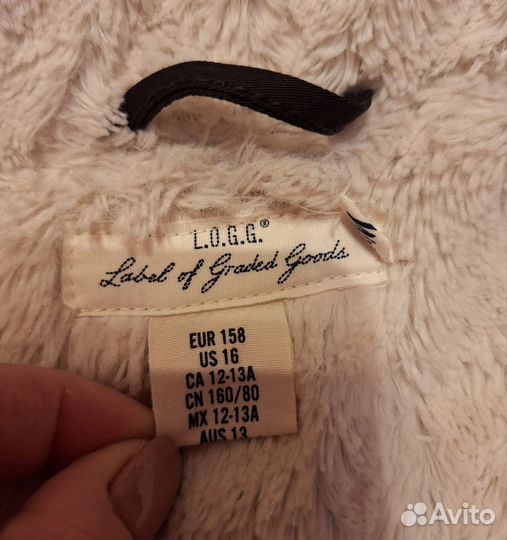 L.O.G.G.®
Label of Graded Goods
EUR 158
US 16
CA 12-13A
CN 160/80
MX 12-13A
AUS 13
Avito